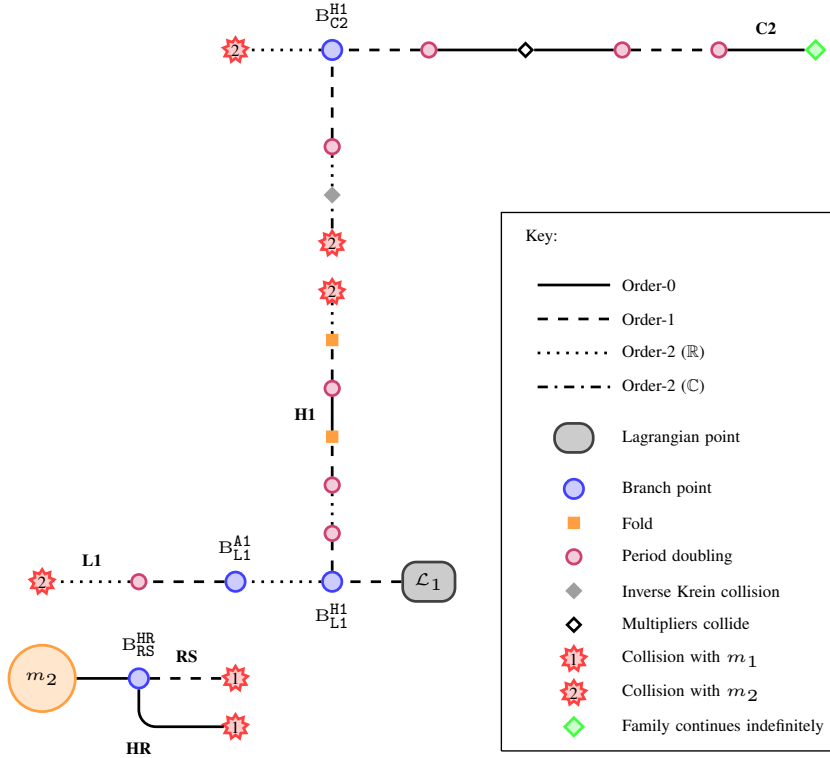 B^H1_C2
C2
2
2
2
Key:
Order-0
Order-1
Order-2 (ℝ)
Order-2 (ℂ)
H1
Lagrangian point
Branch point
Fold
Period doubling
Inverse Krein collision
Multipliers collide
1 Collision with m₁
2 Collision with m₂
Family continues indefinitely
L1
B^A1_L1
2
ℒ₁
B^H1_L1
B^HR_RS
RS
m₂
1
1
HR